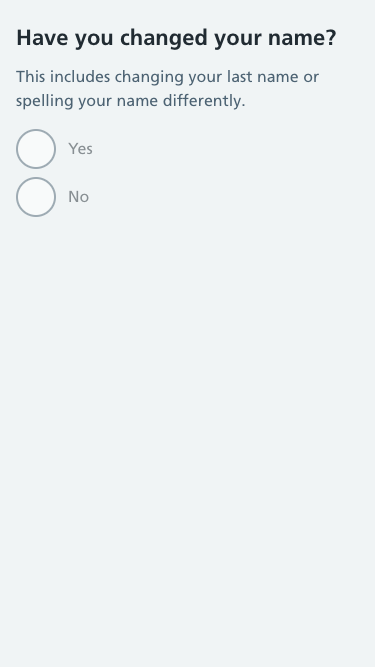 Have you changed your name?
This includes changing your last name or
spelling your name differently.
Yes
No